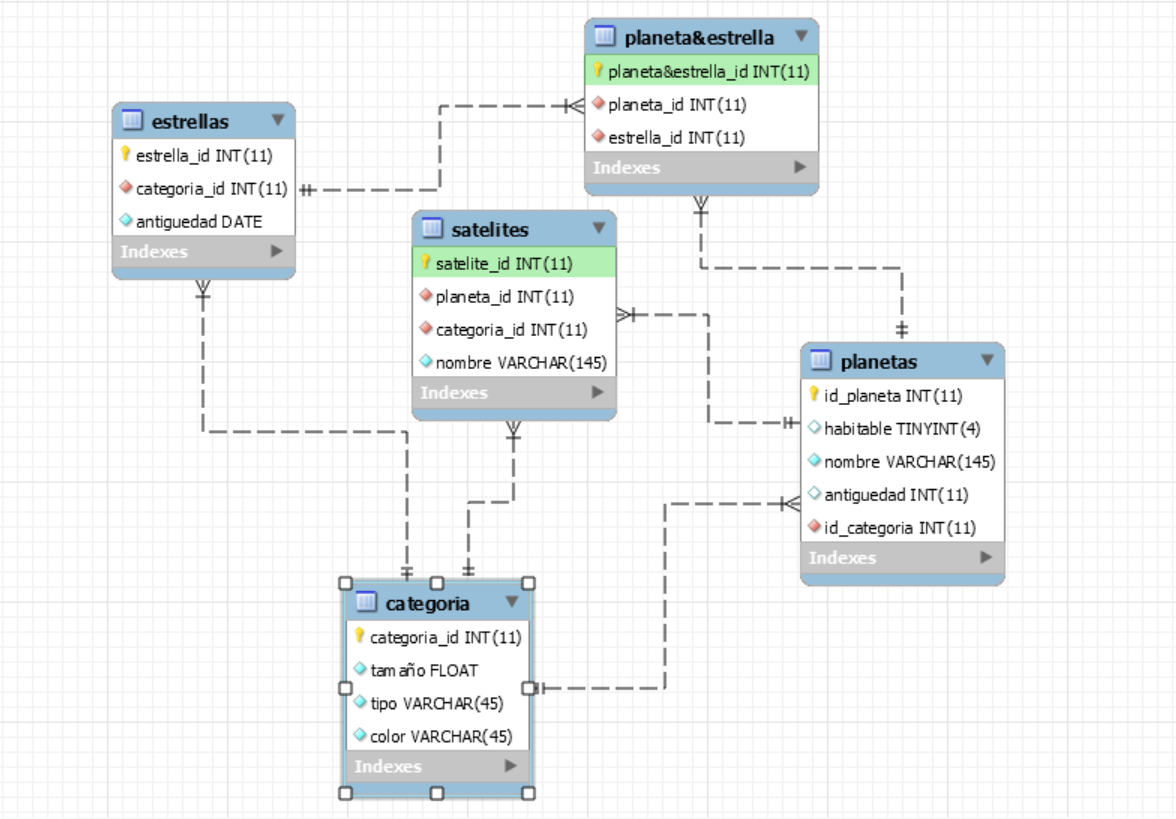 planeta&estrella
planeta&estrella_id INT(11)
planeta_id INT(11)
estrella_id INT(11)
Indexes
estrellas
estrella_id INT(11)
categoria_id INT(11)
antiguedad DATE
Indexes
satelites
satelite_id INT(11)
planeta_id INT(11)
categoria_id INT(11)
nombre VARCHAR(145)
Indexes
planetas
id_planeta INT(11)
habitable TINYINT(4)
nombre VARCHAR(145)
antiguedad INT(11)
id_categoria INT(11)
Indexes
categoria
categoria_id INT(11)
tamaño FLOAT
tipo VARCHAR(45)
color VARCHAR(45)
Indexes